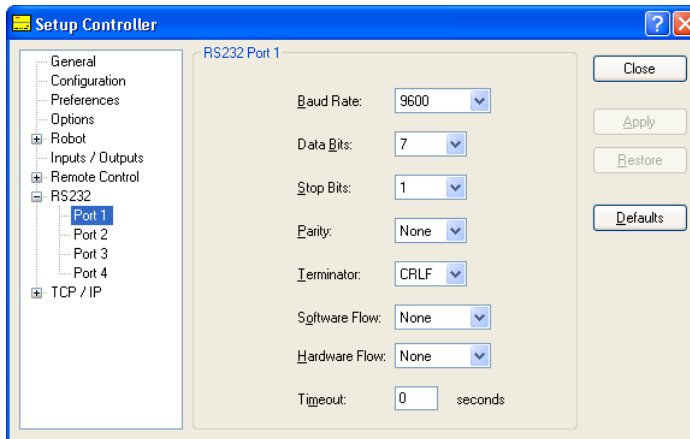 Setup Controller
General
Configuration
Preferences
Options
Robot
Inputs / Outputs
Remote Control
RS232
Port 1
Port 2
Port 3
Port 4
TCP / IP
RS232 Port 1
Baud Rate: 9600
Data Bits: 7
Stop Bits: 1
Parity: None
Terminator: CRLF
Software Flow: None
Hardware Flow: None
Timeout: 0 seconds
Close
Apply
Restore
Defaults